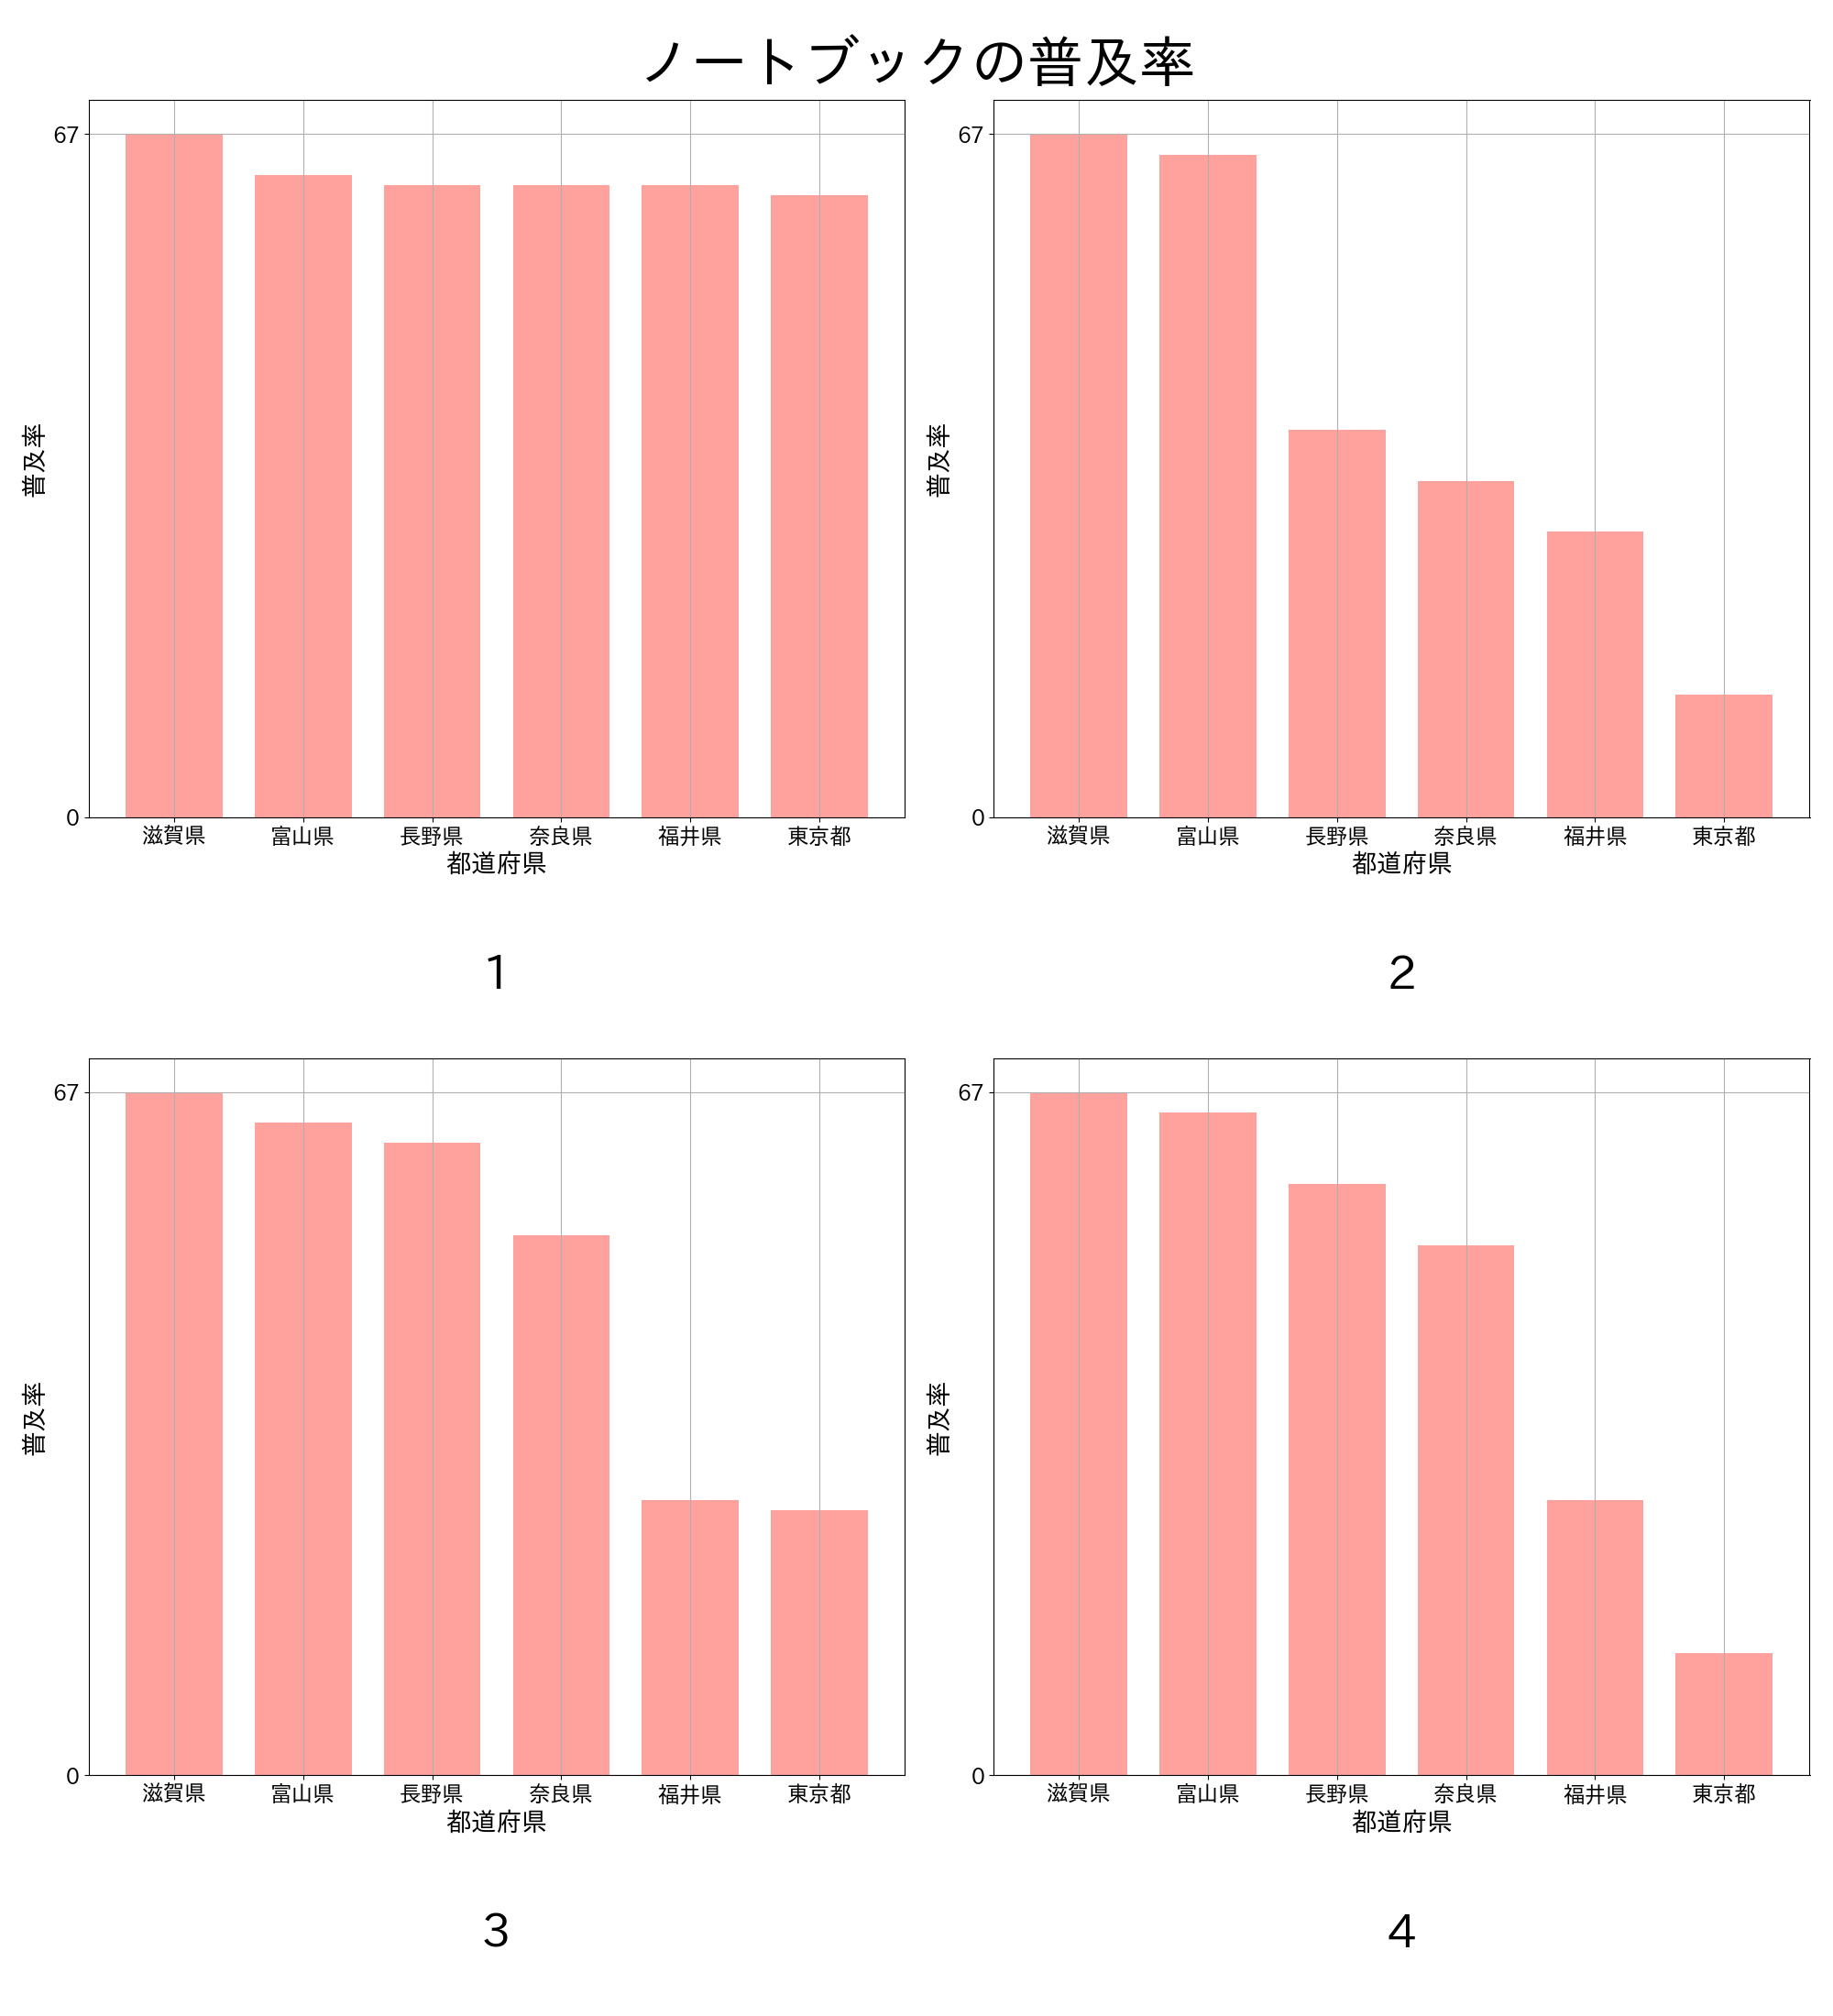 ノートブックの普及率
67
0
普及率
滋賀県 富山県 長野県 奈良県 福井県 東京都
都道府県
1
67
0
普及率
滋賀県 富山県 長野県 奈良県 福井県 東京都
都道府県
2
67
0
普及率
滋賀県 富山県 長野県 奈良県 福井県 東京都
都道府県
3
67
0
普及率
滋賀県 富山県 長野県 奈良県 福井県 東京都
都道府県
4